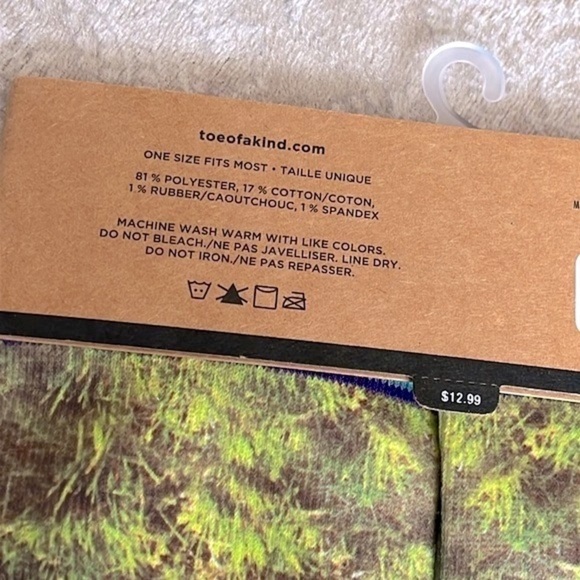 toeofakind.com
ONE SIZE FITS MOST • TAILLE UNIQUE
81 % POLYESTER, 17 % COTTON/COTON,
1 % RUBBER/CAOUTCHOUC, 1 % SPANDEX
MACHINE WASH WARM WITH LIKE COLORS.
DO NOT BLEACH./NE PAS JAVELLISER. LINE DRY.
DO NOT IRON./NE PAS REPASSER.
$12.99